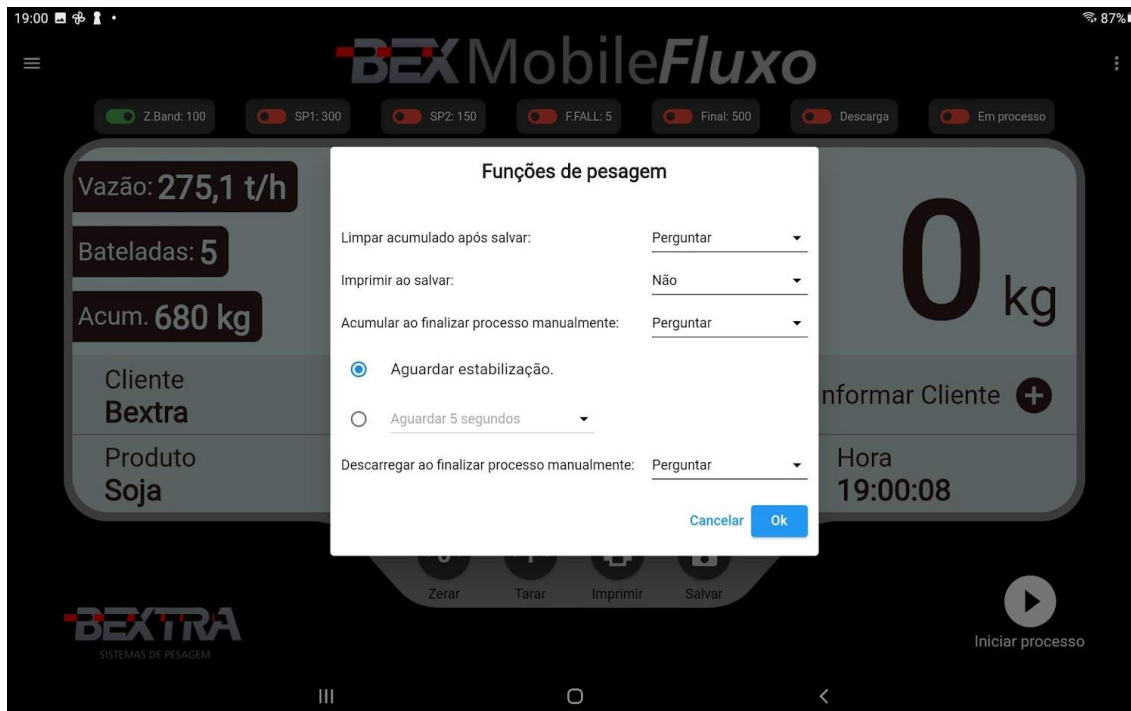 19:00
87%
BEX MobileFluxo
Z.Band: 100
SP1: 300
SP2: 150
F.FALL: 5
Final: 500
Descarga
Em processo
Vazão: 275,1 t/h
Bateladas: 5
Acum. 680 kg
0 kg
Funções de pesagem
Limpar acumulado após salvar: Perguntar
Imprimir ao salvar: Não
Acumular ao finalizar processo manualmente: Perguntar
Aguardar estabilização.
Aguardar 5 segundos
Descarregar ao finalizar processo manualmente: Perguntar
Cancelar Ok
Cliente
Bextra
nformar Cliente
Produto
Soja
Hora
19:00:08
Zerar
Tarar
Imprimir
Salvar
BEXTRA
SISTEMAS DE PESAGEM
Iniciar processo